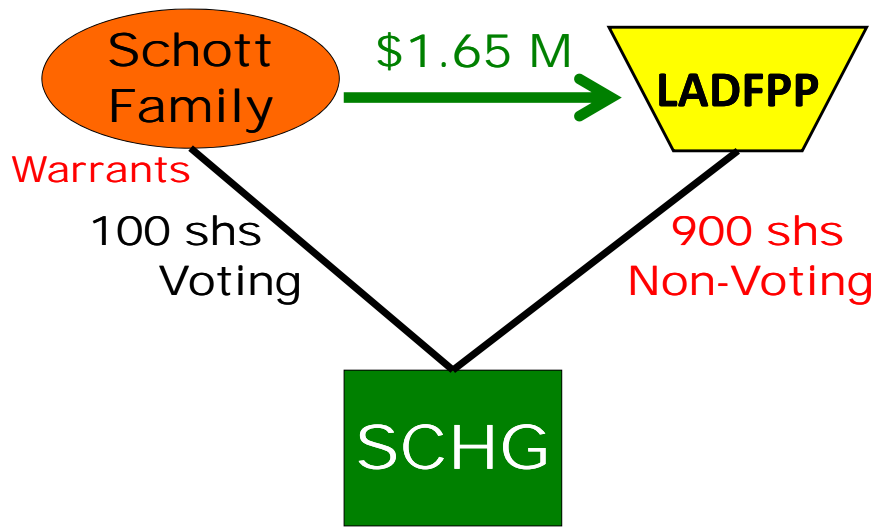 Schott
Family
$1.65 M
LADFPP
Warrants
100 shs
Voting
900 shs
Non-Voting
SCHG